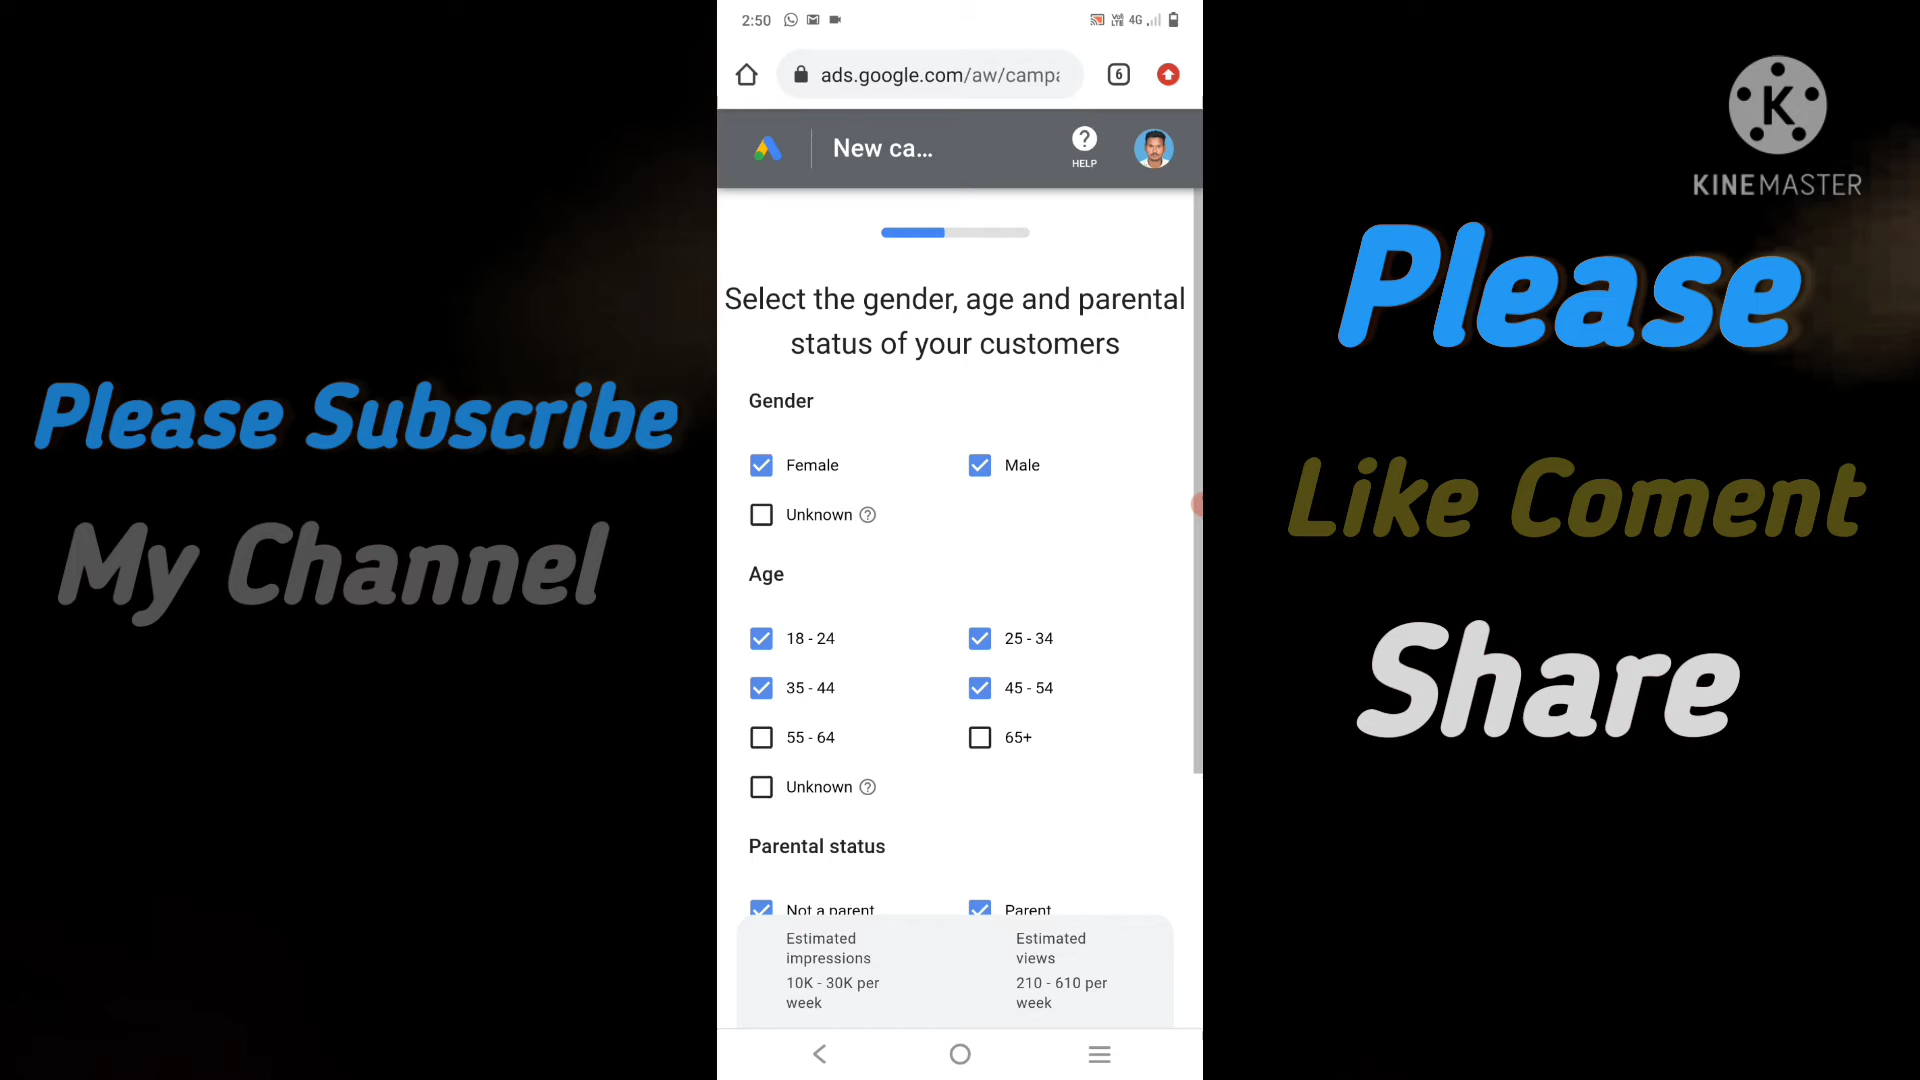 Please Subscribe
My Channel
2:50
Vo)
LTE
4G
ads.google.com/aw/campa
6
New ca...
HELP
Select the gender, age and parental
status of your customers
Gender
Female
Male
Unknown
Age
18 - 24
25 - 34
35 - 44
45 - 54
55 - 64
65+
Unknown
Parental status
Not a parent
Parent
Estimated
impressions
10K - 30K per
week
Estimated
views
210 - 610 per
week
K
KINEMASTER
Please
Like Coment
Share